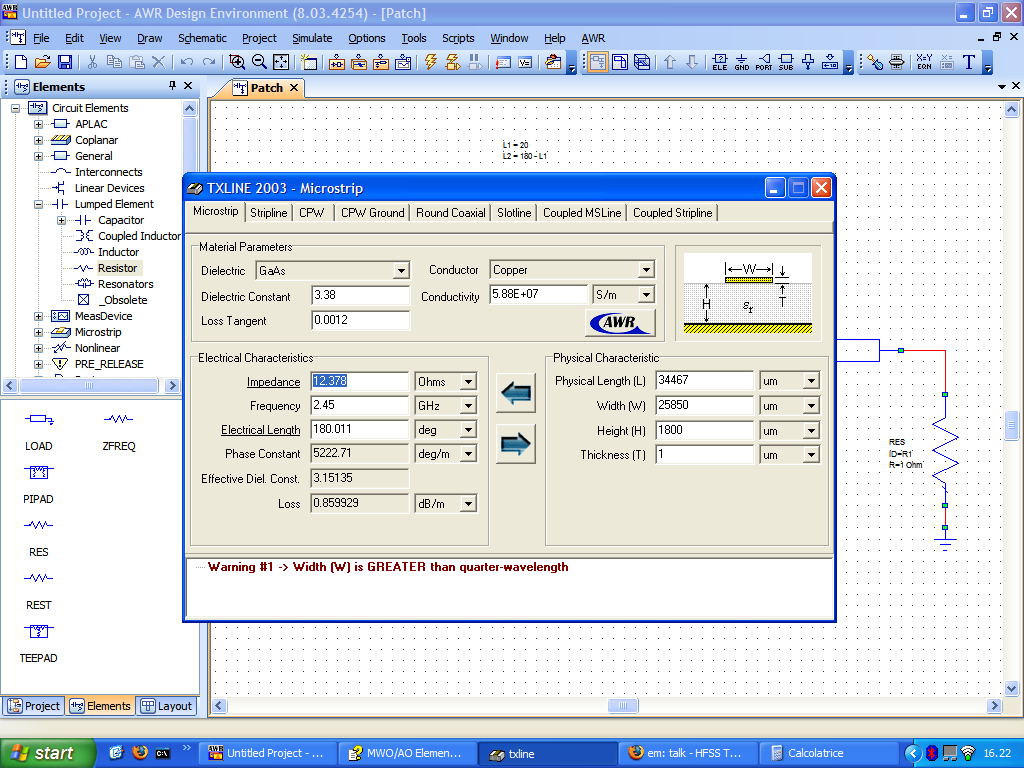 Untitled Project - AWR Design Environment (8.03.4254) - [Patch]
File Edit View Draw Schematic Project Simulate Options Tools Scripts Window Help AWR
ELE GND PORT SUB X=Y EQN T
Elements
Patch
Circuit Elements
APLAC
Coplanar
General
Interconnects
Linear Devices
Lumped Element
Capacitor
Coupled Inductor
Inductor
Resistor
Resonators
_Obsolete
MeasDevice
Microstrip
Nonlinear
PRE_RELEASE
LOAD ZFREQ
PIPAD
RES
REST
TEEPAD
Project Elements Layout
L1 = 20
L2 = 180 - L1
TXLINE 2003 - Microstrip
Microstrip Stripline CPW CPW Ground Round Coaxial Slotline Coupled MSLine Coupled Stripline
Material Parameters
Dielectric GaAs Conductor Copper
Dielectric Constant 3.38 Conductivity 5.88E+07 S/m
Loss Tangent 0.0012 AWR
W H T εr
Electrical Characteristics
Impedance 12.378 Ohms
Frequency 2.45 GHz
Electrical Length 180.011 deg
Phase Constant 5222.71 deg/m
Effective Diel. Const. 3.15135
Loss 0.859929 dB/m
Physical Characteristic
Physical Length (L) 34467 um
Width (W) 25850 um
Height (H) 1800 um
Thickness (T) 1 um
Warning #1 -> Width (W) is GREATER than quarter-wavelength
RES
ID=R1
R=1 Ohm
start Untitled Project - ... MWO/AO Elemen... txline em: talk - HFSS T... Calcolatrice 16.22